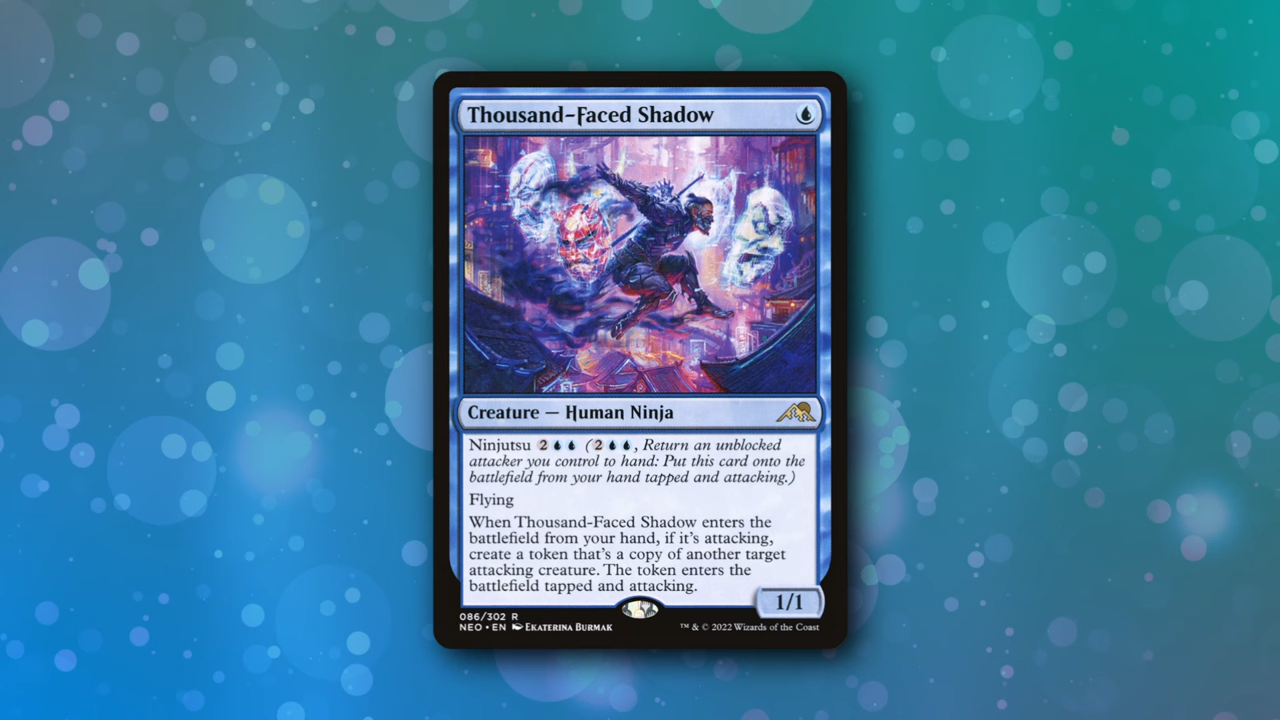 Thousand-Faced Shadow
Creature — Human Ninja
Ninjutsu 2 (2, Return an unblocked
attacker you control to hand: Put this card onto the
battlefield from your hand tapped and attacking.)
Flying
When Thousand-Faced Shadow enters the
battlefield from your hand, if it's attacking,
create a token that's a copy of another target
attacking creature. The token enters the
battlefield tapped and attacking.
1/1
086/302 R
NEO • EN Ekaterina Burmak
™ & © 2022 Wizards of the Coast